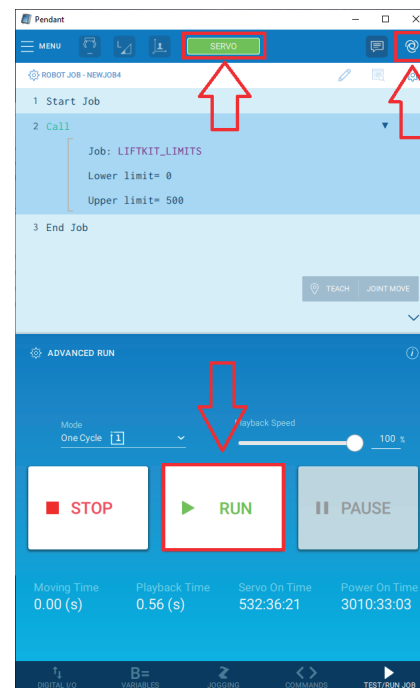 Pendant
MENU
SERVO
ROBOT JOB - NEWJOB4
1 Start Job
2 Call
Job: LIFTKIT_LIMITS
Lower limit= 0
Upper limit= 500
3 End Job
TEACH
JOINT MOVE
ADVANCED RUN
Mode
One Cycle 1
Playback Speed
100 %
STOP
RUN
PAUSE
Moving Time
Playback Time
Servo On Time
Power On Time
0.00 (s)
0.56 (s)
532:36:21
3010:33:03
DIGITAL I/O
VARIABLES
JOGGING
COMMANDS
TEST/RUN JOB